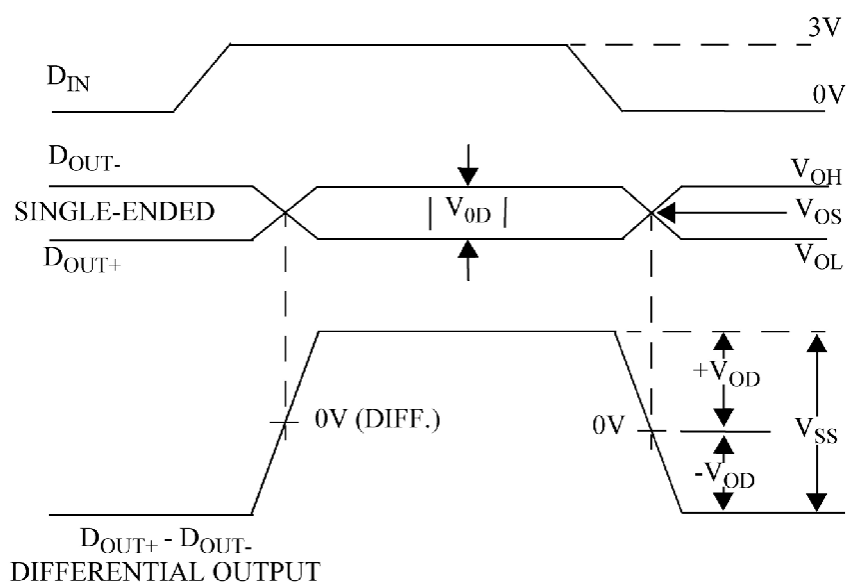 3V
D_IN
0V
D_OUT-
V_OH
SINGLE-ENDED
| V_0D |
V_OS
D_OUT+
V_OL
+V_OD
0V (DIFF.)
0V
V_SS
-V_OD
D_OUT+ - D_OUT-
DIFFERENTIAL OUTPUT